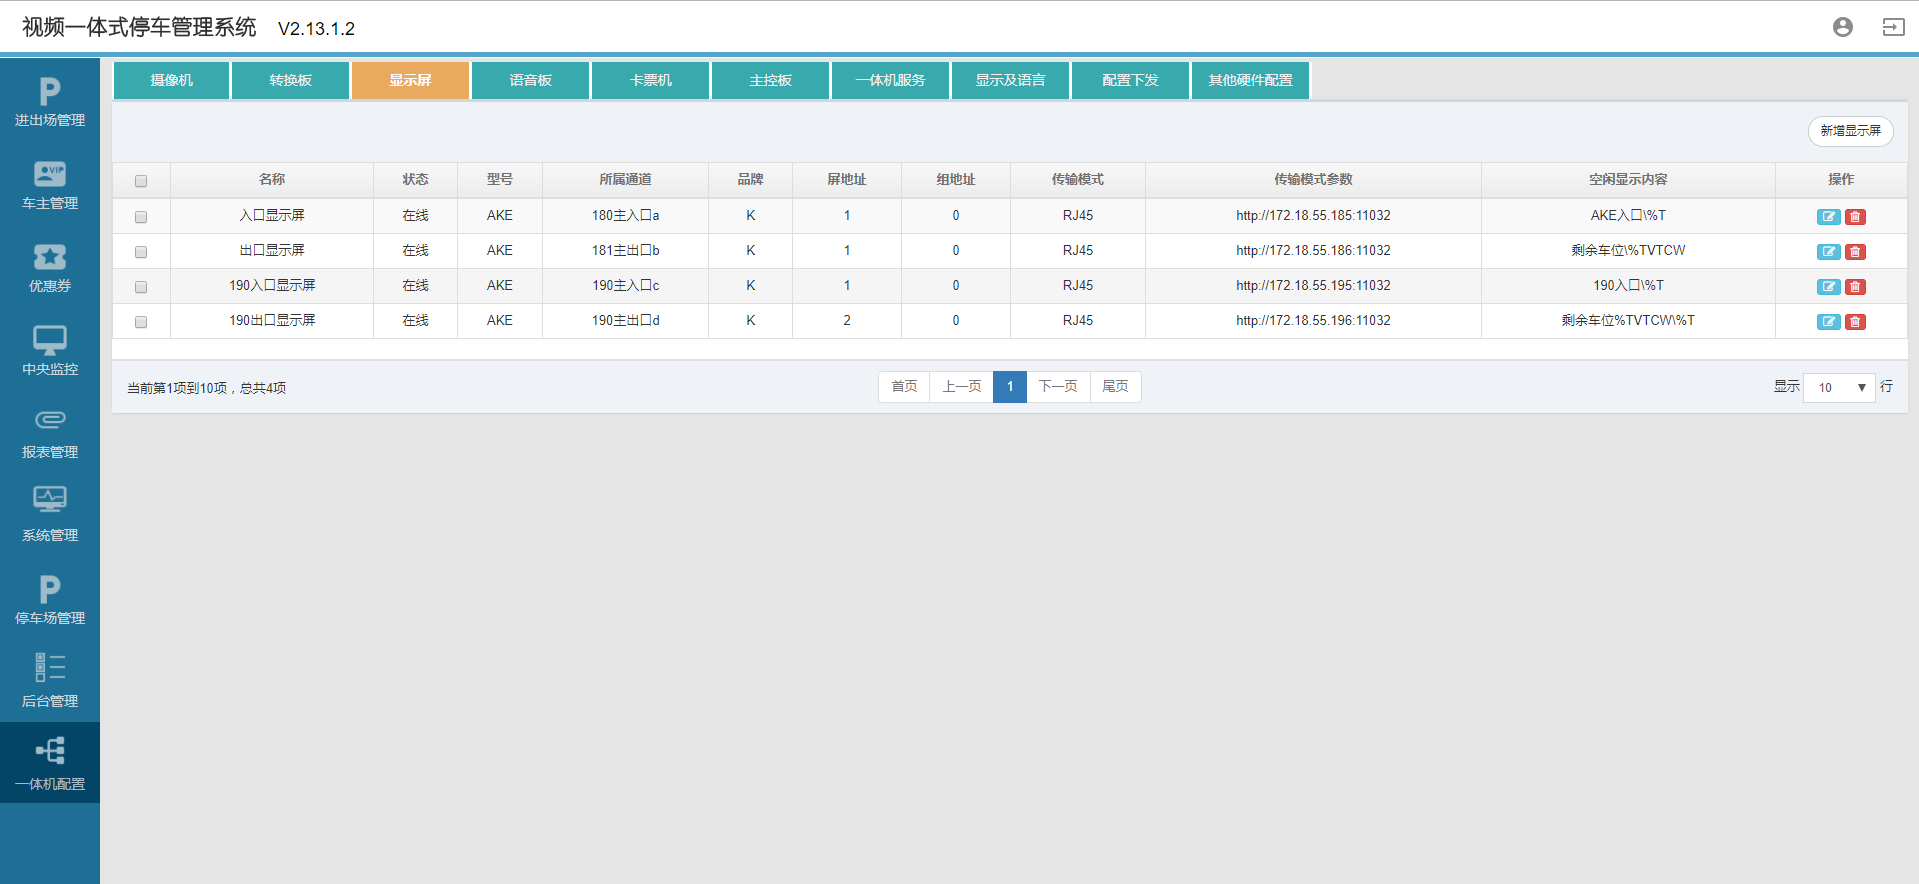 视频一体式停车管理系统 V2.13.1.2
摄像机 转换板 显示屏 语音板 卡票机 主控板 一体机服务 显示及语言 配置下发 其他硬件配置
进出场管理
VIP
车主管理
优惠券
中央监控
报表管理
系统管理
停车场管理
后台管理
一体机配置
新增显示屏
名称 状态 型号 所属通道 品牌 屏地址 组地址 传输模式 传输模式参数 空闲显示内容 操作
入口显示屏 在线 AKE 180主入口a K 1 0 RJ45 http://172.18.55.185:11032 AKE入口\%T
出口显示屏 在线 AKE 181主出口b K 1 0 RJ45 http://172.18.55.186:11032 剩余车位\%TVTCW
190入口显示屏 在线 AKE 190主入口c K 1 0 RJ45 http://172.18.55.195:11032 190入口\%T
190出口显示屏 在线 AKE 190主出口d K 2 0 RJ45 http://172.18.55.196:11032 剩余车位%TVTCW\%T
当前第1项到10项，总共4项 首页 上一页 1 下一页 尾页 显示 10 行